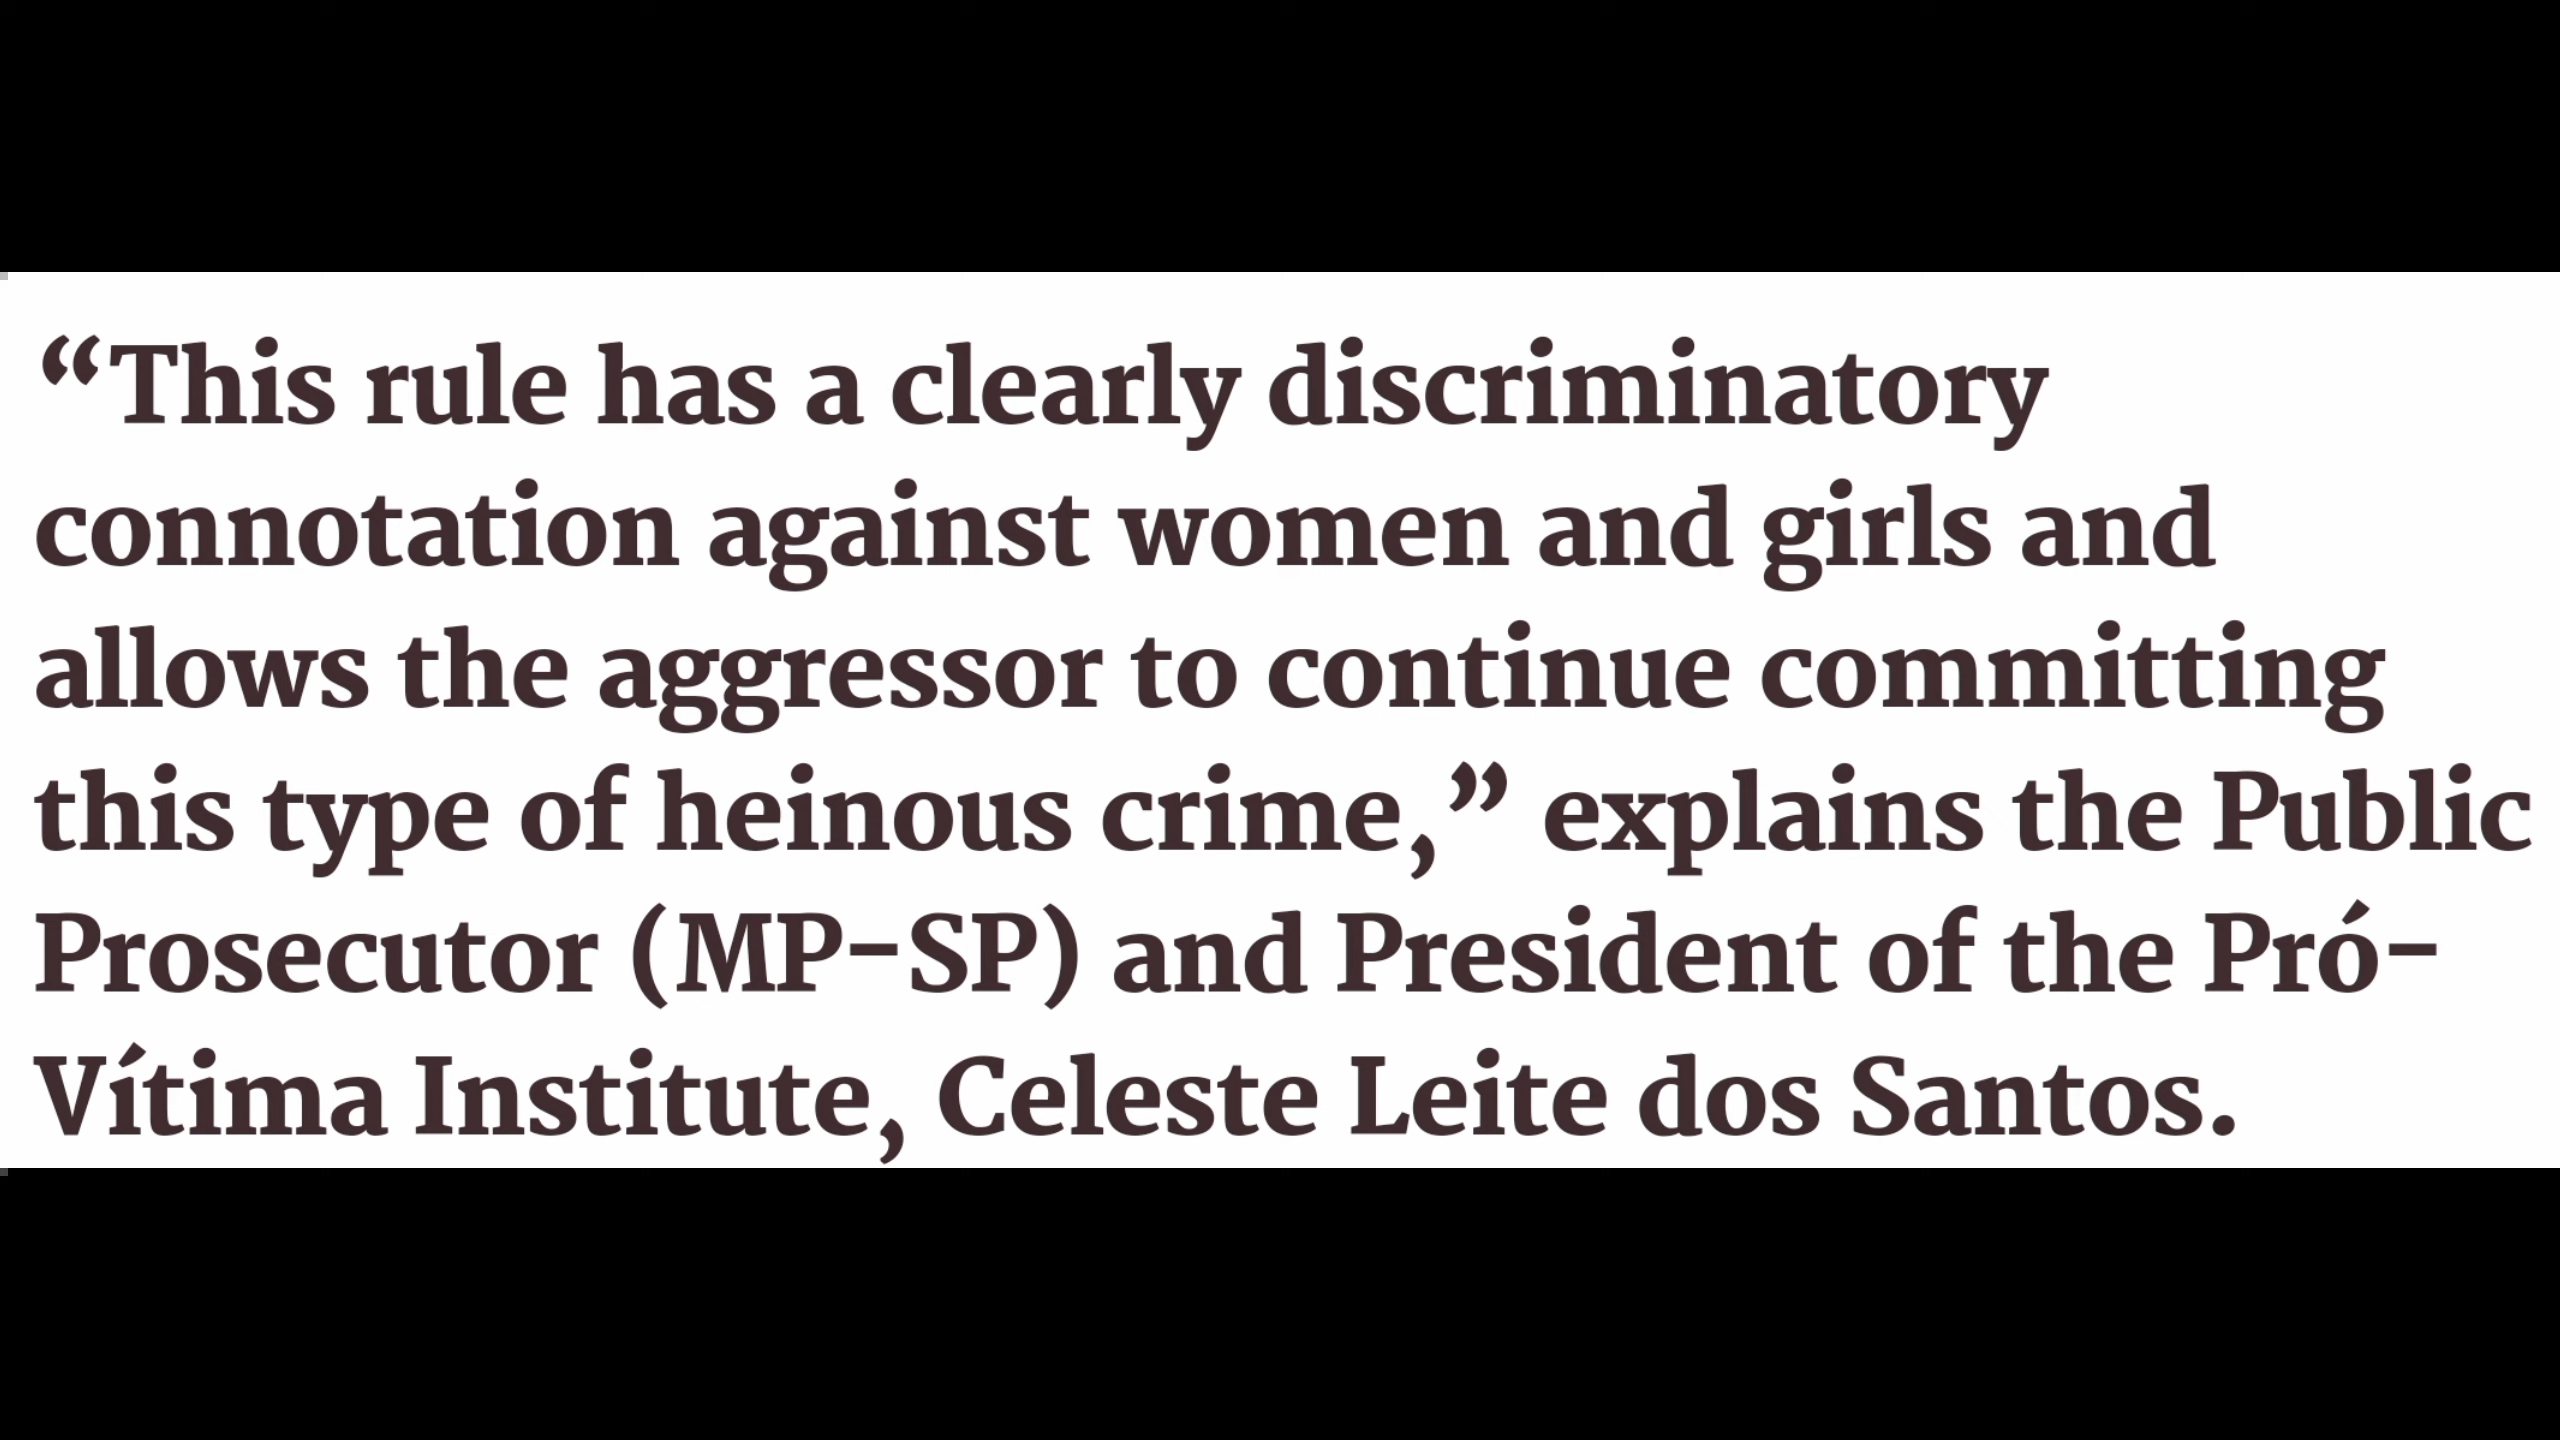 “This rule has a clearly discriminatory
connotation against women and girls and
allows the aggressor to continue committing
this type of heinous crime,” explains the Public
Prosecutor (MP-SP) and President of the Pró-
Vítima Institute, Celeste Leite dos Santos.